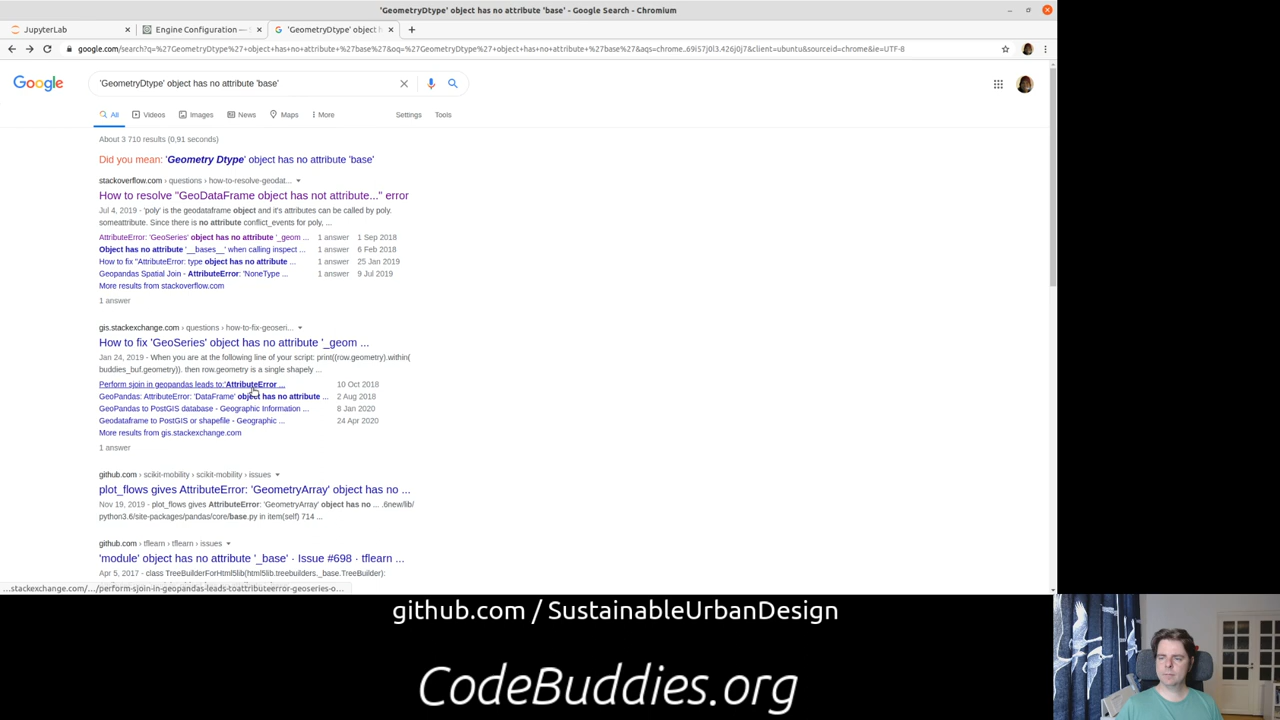 'GeometryDtype' object has no attribute 'base' - Google Search - Chromium
JupyterLab
Engine Configuration —
'GeometryDtype' object h
google.com/search?q=%27GeometryDtype%27+object+has+no+attribute+%27base%27&oq=%27GeometryDtype%27+object+has+no+attribute+%27base%27&aqs=chrome..69i57j0l3.426j0j7&client=ubuntu&sourceid=chrome&ie=UTF-8
Google
'GeometryDtype' object has no attribute 'base'
All Videos Images News Maps More Settings Tools
About 3 710 results (0,91 seconds)
Did you mean: 'Geometry Dtype' object has no attribute 'base'
stackoverflow.com › questions › how-to-resolve-geodat...
How to resolve "GeoDataFrame object has not attribute..." error
Jul 4, 2019 - 'poly' is the geodataframe object and it's attributes can be called by poly.
someattribute. Since there is no attribute conflict_events for poly, ...
AttributeError: 'GeoSeries' object has no attribute '_geom ... 1 answer 1 Sep 2018
Object has no attribute '__bases__' when calling inspect ... 1 answer 6 Feb 2018
How to fix "AttributeError: type object has no attribute ... 1 answer 25 Jan 2019
Geopandas Spatial Join - AttributeError: 'NoneType ... 1 answer 9 Jul 2019
More results from stackoverflow.com
1 answer
gis.stackexchange.com › questions › how-to-fix-geoseri...
How to fix 'GeoSeries' object has no attribute '_geom ...
Jan 24, 2019 - When you are at the following line of your script: print((row.geometry).within(
buddies_buf.geometry)). then row.geometry is a single shapely ...
Perform sjoin in geopandas leads to:'AttributeError ... 10 Oct 2018
GeoPandas: AttributeError: 'DataFrame' object has no attribute ... 2 Aug 2018
GeoPandas to PostGIS database - Geographic Information ... 8 Jan 2020
Geodataframe to PostGIS or shapefile - Geographic ... 24 Apr 2020
More results from gis.stackexchange.com
1 answer
github.com › scikit-mobility › scikit-mobility › issues
plot_flows gives AttributeError: 'GeometryArray' object has no ...
Nov 19, 2019 - plot_flows gives AttributeError: 'GeometryArray' object has no ... .6new/lib/
python3.6/site-packages/pandas/core/base.py in item(self) 714 ...
github.com › tflearn › tflearn › issues
'module' object has no attribute '_base' · Issue #698 · tflearn ...
Apr 5, 2017 - class TreeBuilderForHtml5lib(html5lib.treebuilders._base.TreeBuilder):
...stackexchange.com/.../perform-sjoin-in-geopandas-leads-toattributeerror-geoseries-o...
github.com / SustainableUrbanDesign
CodeBuddies.org